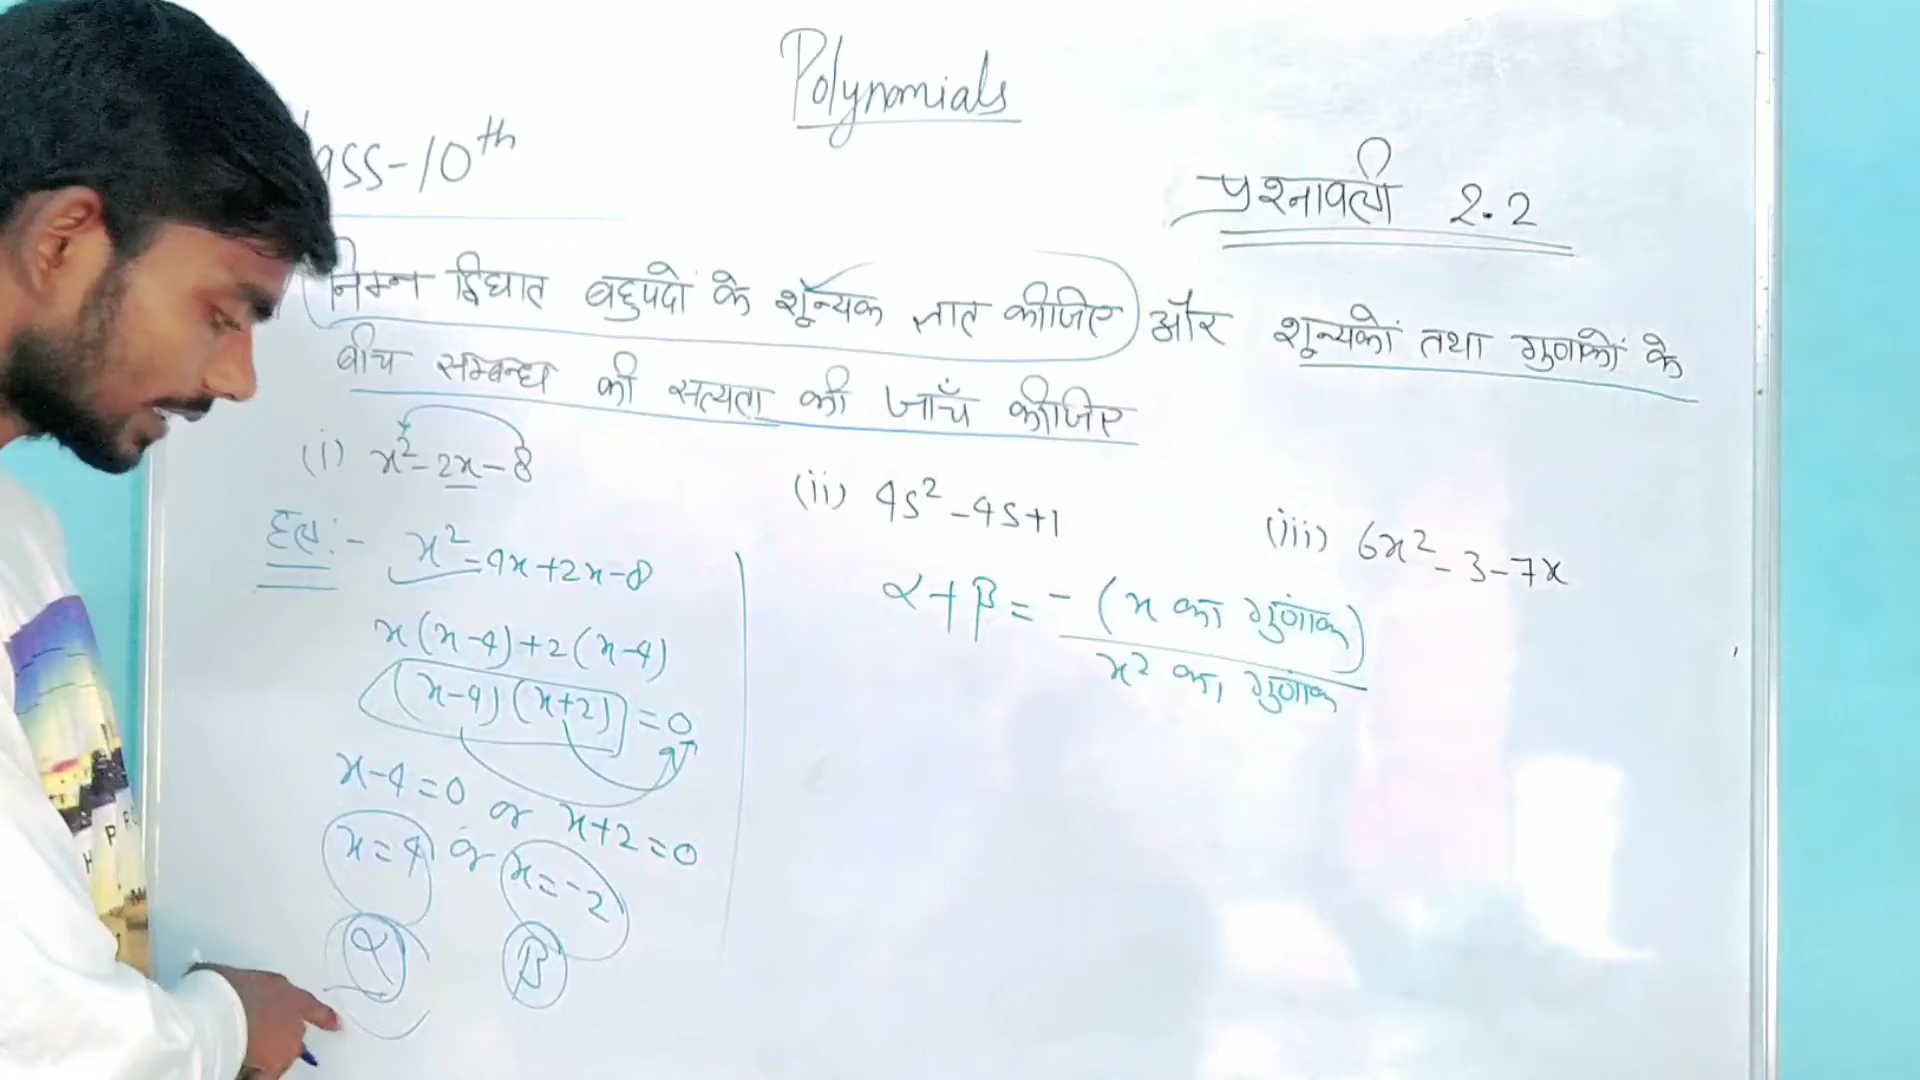 Polynomials
ass-10th
प्रश्नावली 2.2
निम्न द्विघात बहुपदों के शून्यक ज्ञात कीजिए और शून्यकों तथा गुणाकों के
बीच सम्बन्ध की सत्यता की जाँच कीजिए
(i) x²-2x-8
(ii) 4s²-4s+1
(iii) 6x²-3-7x
हल:- x²-4x+2x-8
x(x-4)+2(x-4)
(x-4)(x+2)=0
x-4=0 or x+2=0
x=4 or x=-2
α β
α+β = -(x का गुणांक)
x² का गुणांक